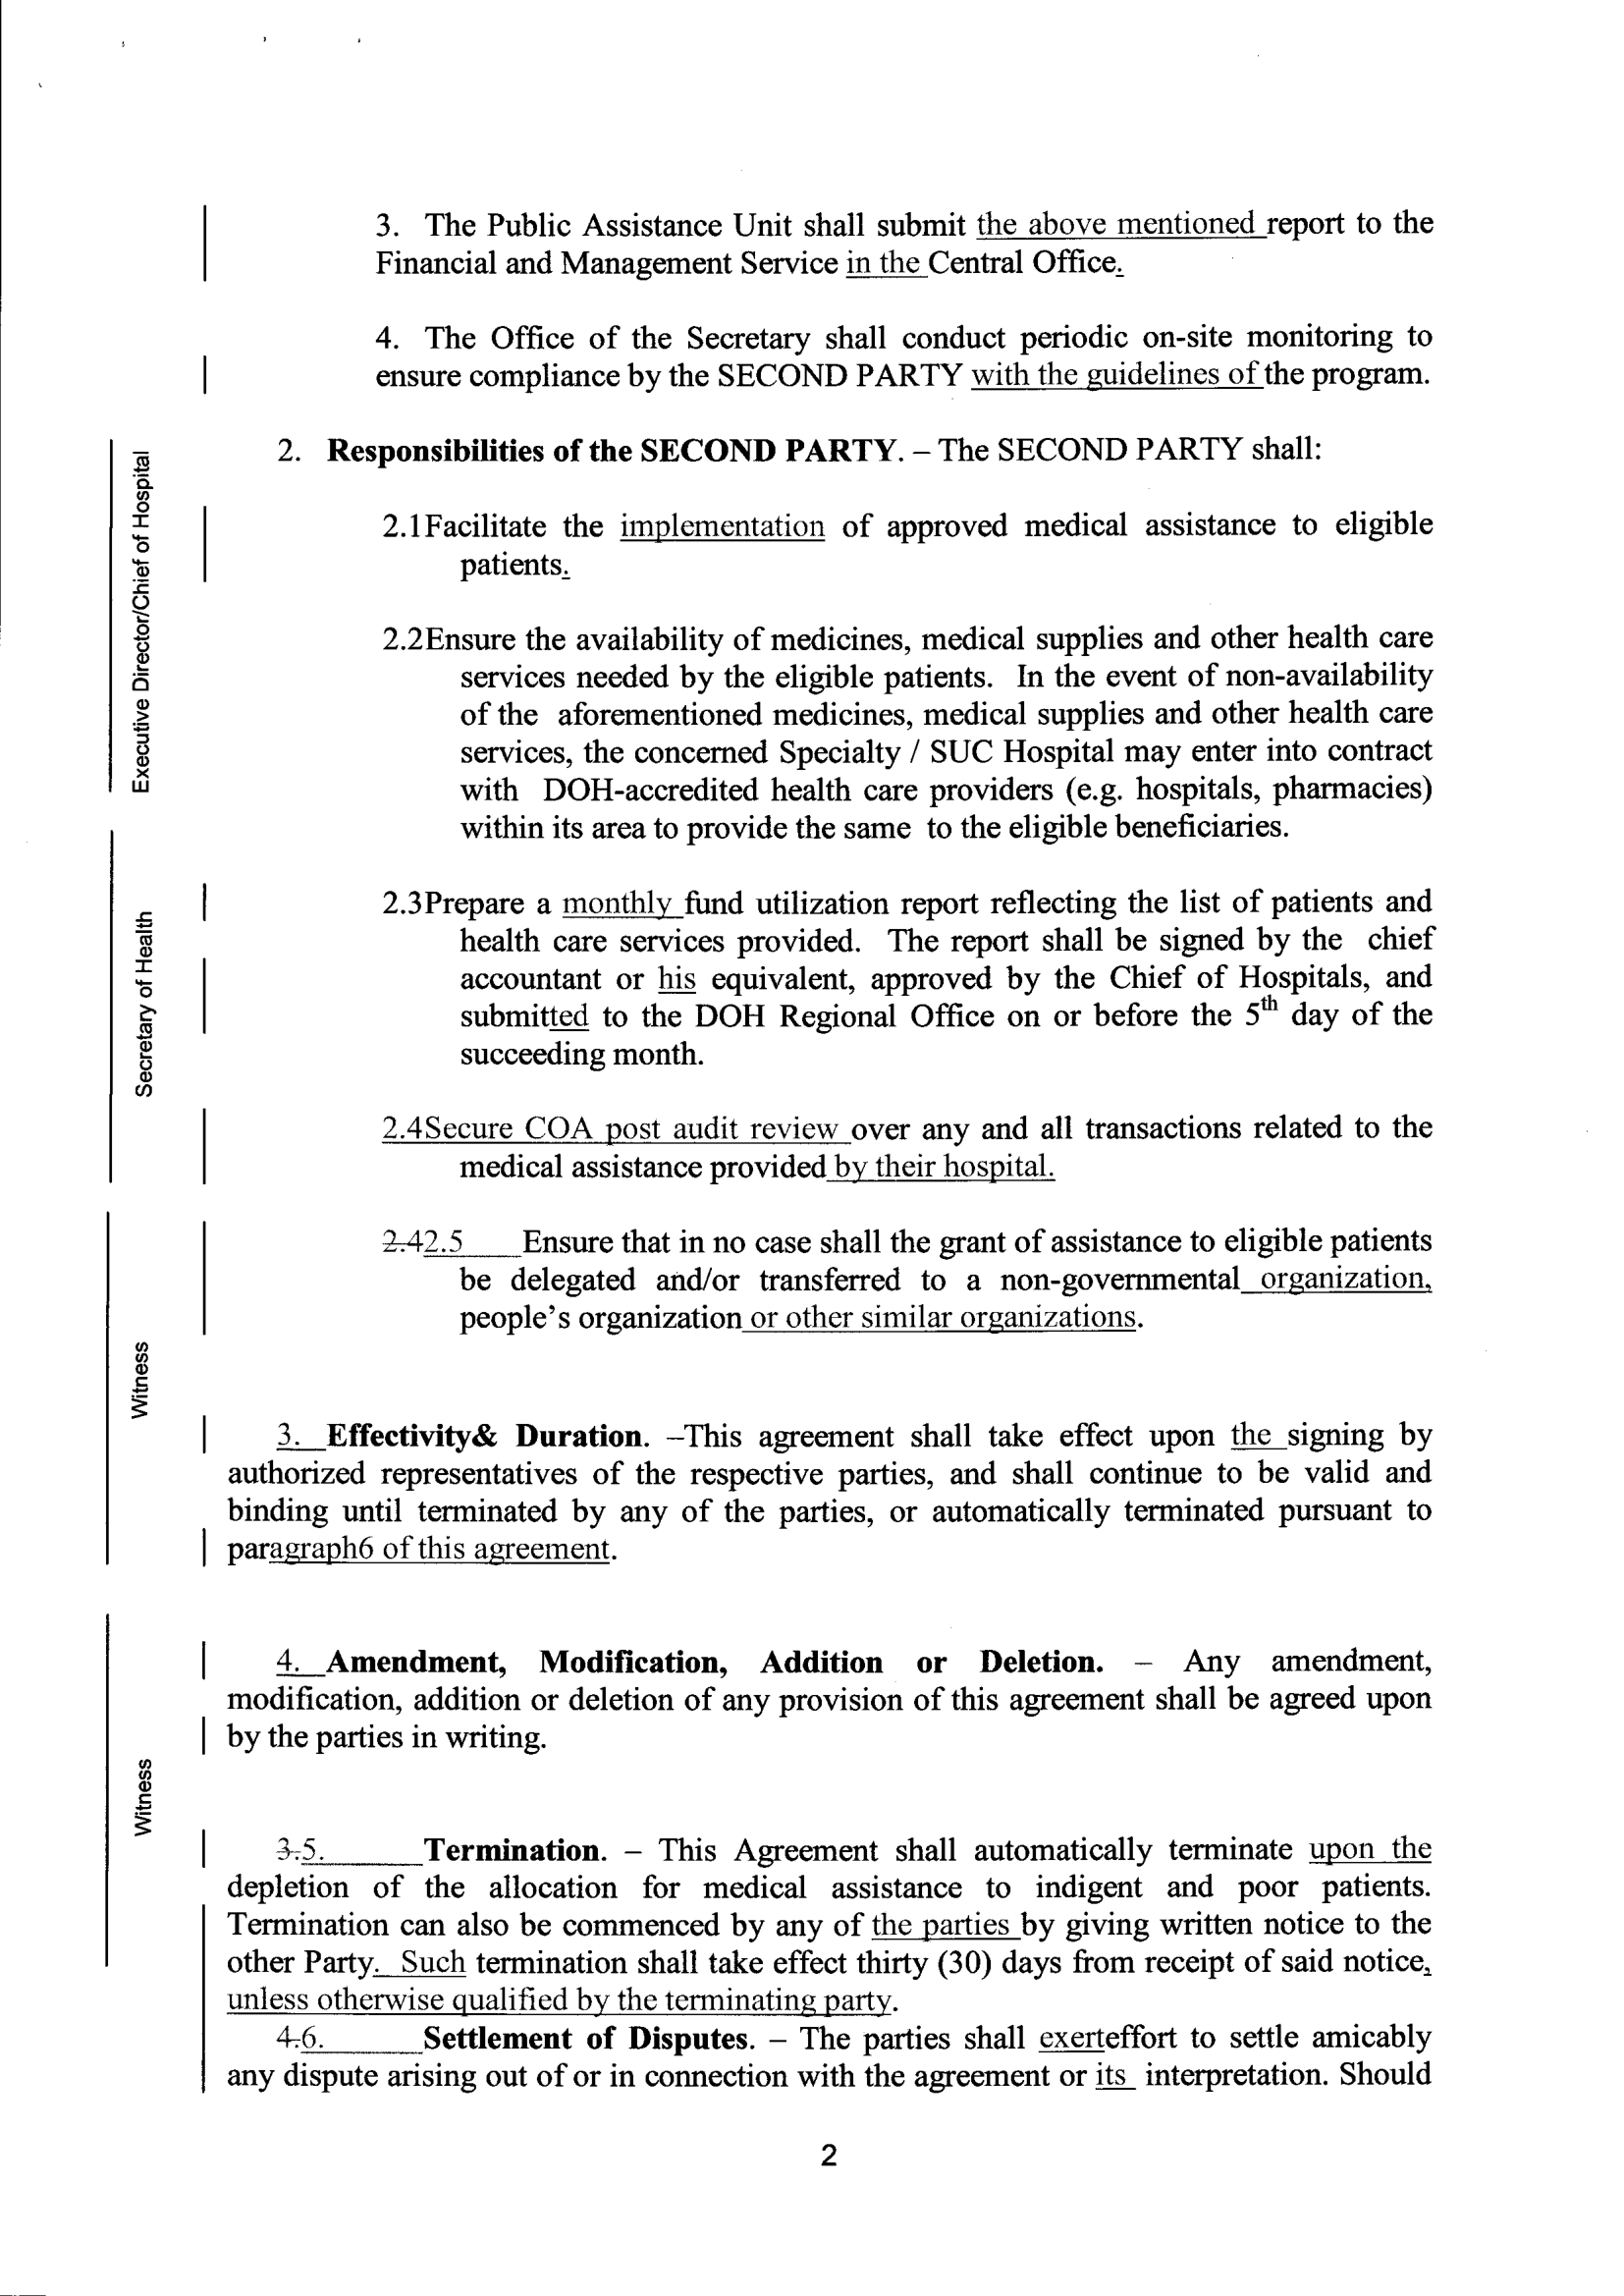 3. The Public Assistance Unit shall submit the above mentioned report to the
Financial and Management Service in the Central Office.
4. The Office of the Secretary shall conduct periodic on-site monitoring to
ensure compliance by the SECOND PARTY with the guidelines of the program.
2. Responsibilities of the SECOND PARTY. – The SECOND PARTY shall:
2.1Facilitate the implementation of approved medical assistance to eligible
patients.
2.2Ensure the availability of medicines, medical supplies and other health care
services needed by the eligible patients. In the event of non-availability
of the aforementioned medicines, medical supplies and other health care
services, the concerned Specialty / SUC Hospital may enter into contract
with DOH-accredited health care providers (e.g. hospitals, pharmacies)
within its area to provide the same to the eligible beneficiaries.
2.3Prepare a monthly fund utilization report reflecting the list of patients and
health care services provided. The report shall be signed by the chief
accountant or his equivalent, approved by the Chief of Hospitals, and
submitted to the DOH Regional Office on or before the 5th day of the
succeeding month.
2.4Secure COA post audit review over any and all transactions related to the
medical assistance provided by their hospital.
2.42.5 Ensure that in no case shall the grant of assistance to eligible patients
be delegated and/or transferred to a non-governmental organization,
people's organization or other similar organizations.
3. Effectivity& Duration. –This agreement shall take effect upon the signing by
authorized representatives of the respective parties, and shall continue to be valid and
binding until terminated by any of the parties, or automatically terminated pursuant to
paragraph6 of this agreement.
4. Amendment, Modification, Addition or Deletion. – Any amendment,
modification, addition or deletion of any provision of this agreement shall be agreed upon
by the parties in writing.
3.5. Termination. – This Agreement shall automatically terminate upon the
depletion of the allocation for medical assistance to indigent and poor patients.
Termination can also be commenced by any of the parties by giving written notice to the
other Party. Such termination shall take effect thirty (30) days from receipt of said notice,
unless otherwise qualified by the terminating party.
4.6. Settlement of Disputes. – The parties shall exerteffort to settle amicably
any dispute arising out of or in connection with the agreement or its interpretation. Should
2
Executive Director/Chief of Hospital
Secretary of Health
Witness
Witness